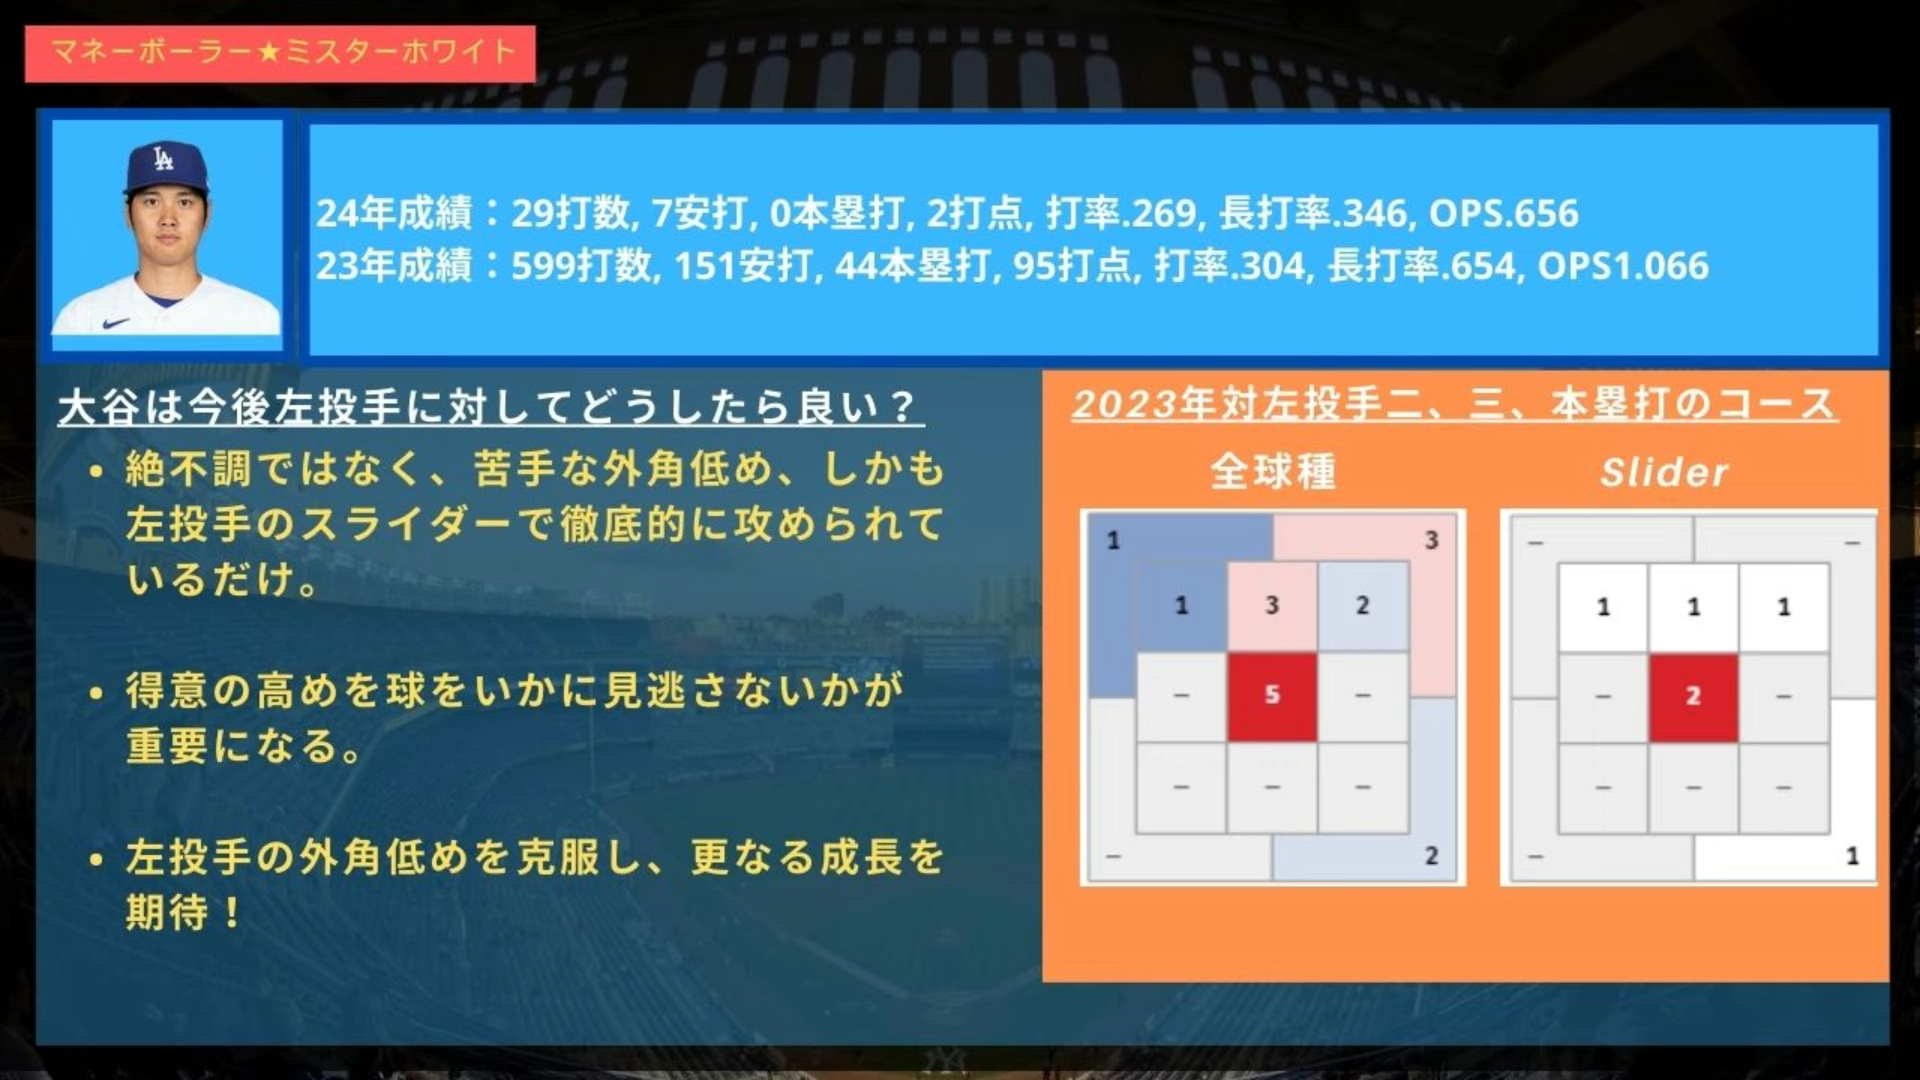 マネーボーラー★ミスターホワイト
LA
24年成績：29打数, 7安打, 0本塁打, 2打点, 打率.269, 長打率.346, OPS.656
23年成績：599打数, 151安打, 44本塁打, 95打点, 打率.304, 長打率.654, OPS1.066
大谷は今後左投手に対してどうしたら良い？
• 絶不調ではなく、苦手な外角低め、しかも
左投手のスライダーで徹底的に攻められて
いるだけ。
• 得意の高めを球をいかに見逃さないかが
重要になる。
• 左投手の外角低めを克服し、更なる成長を
期待！
2023年対左投手二、三、本塁打のコース
全球種
1 3
1 3 2
– 5 –
– – –
– 2
Slider
– –
1 1 1
– 2 –
– – –
– 1